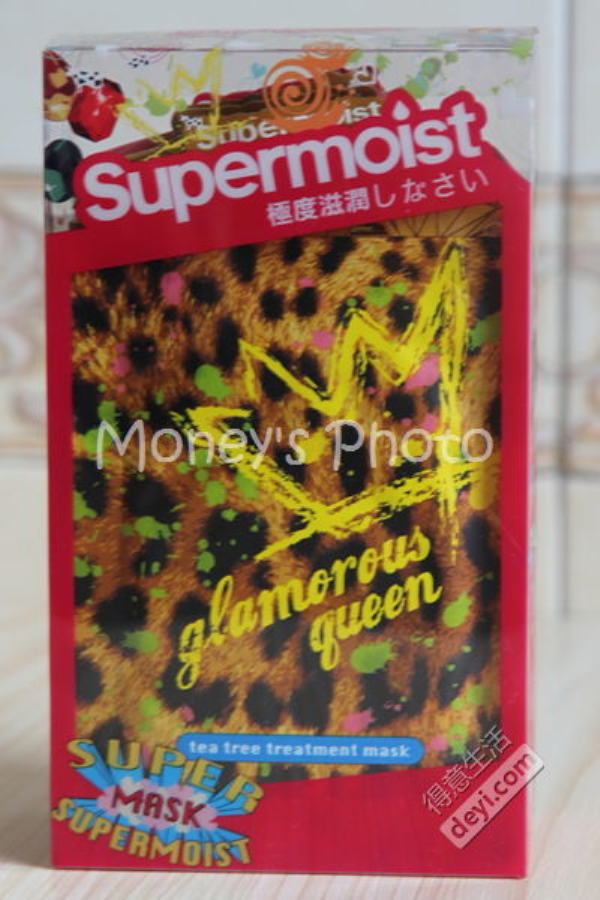 Supermoist
Supermoist
極度滋潤しなさい
Money's Photo
glamorous
queen
tea tree treatment mask
SUPER
MASK
SUPERMOIST
得意生活
deyi.com